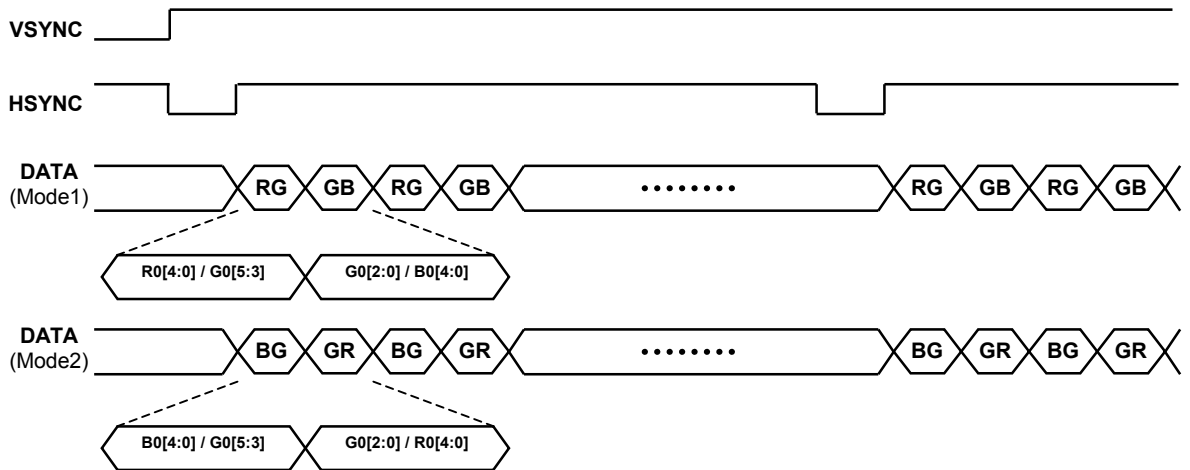 VSYNC
HSYNC
DATA
(Mode1)
RG GB RG GB ........ RG GB RG GB
R0[4:0] / G0[5:3] G0[2:0] / B0[4:0]
DATA
(Mode2)
BG GR BG GR ........ BG GR BG GR
B0[4:0] / G0[5:3] G0[2:0] / R0[4:0]